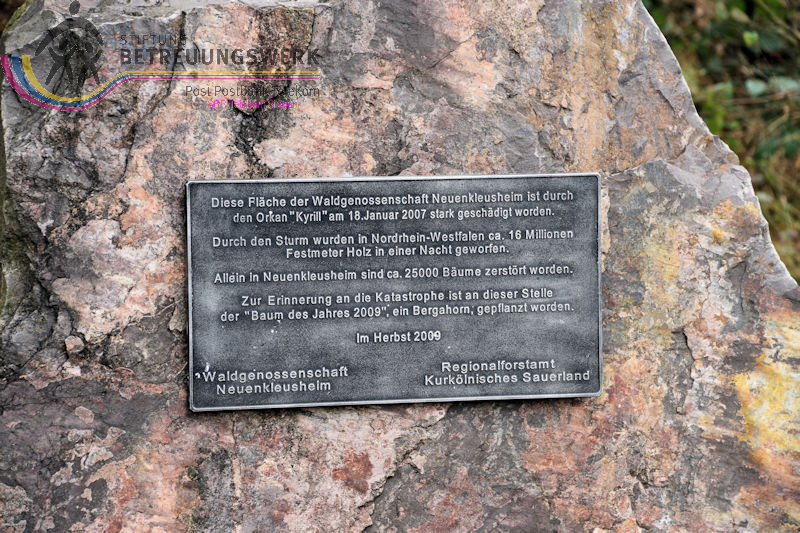 STIFTUNG
BETREUUNGSWERK
Post Postbank Telekom
Diese Fläche der Waldgenossenschaft Neuenkleusheim ist durch
den Orkan "Kyrill" am 18.Januar 2007 stark geschädigt worden.
Durch den Sturm wurden in Nordrhein-Westfalen ca. 16 Millionen
Festmeter Holz in einer Nacht geworfen.
Allein in Neuenkleusheim sind ca. 25000 Bäume zerstört worden.
Zur Erinnerung an die Katastrophe ist an dieser Stelle
der "Baum des Jahres 2009", ein Bergahorn, gepflanzt worden.
Im Herbst 2009
Waldgenossenschaft
Neuenkleusheim
Regionalforstamt
Kurkölnisches Sauerland